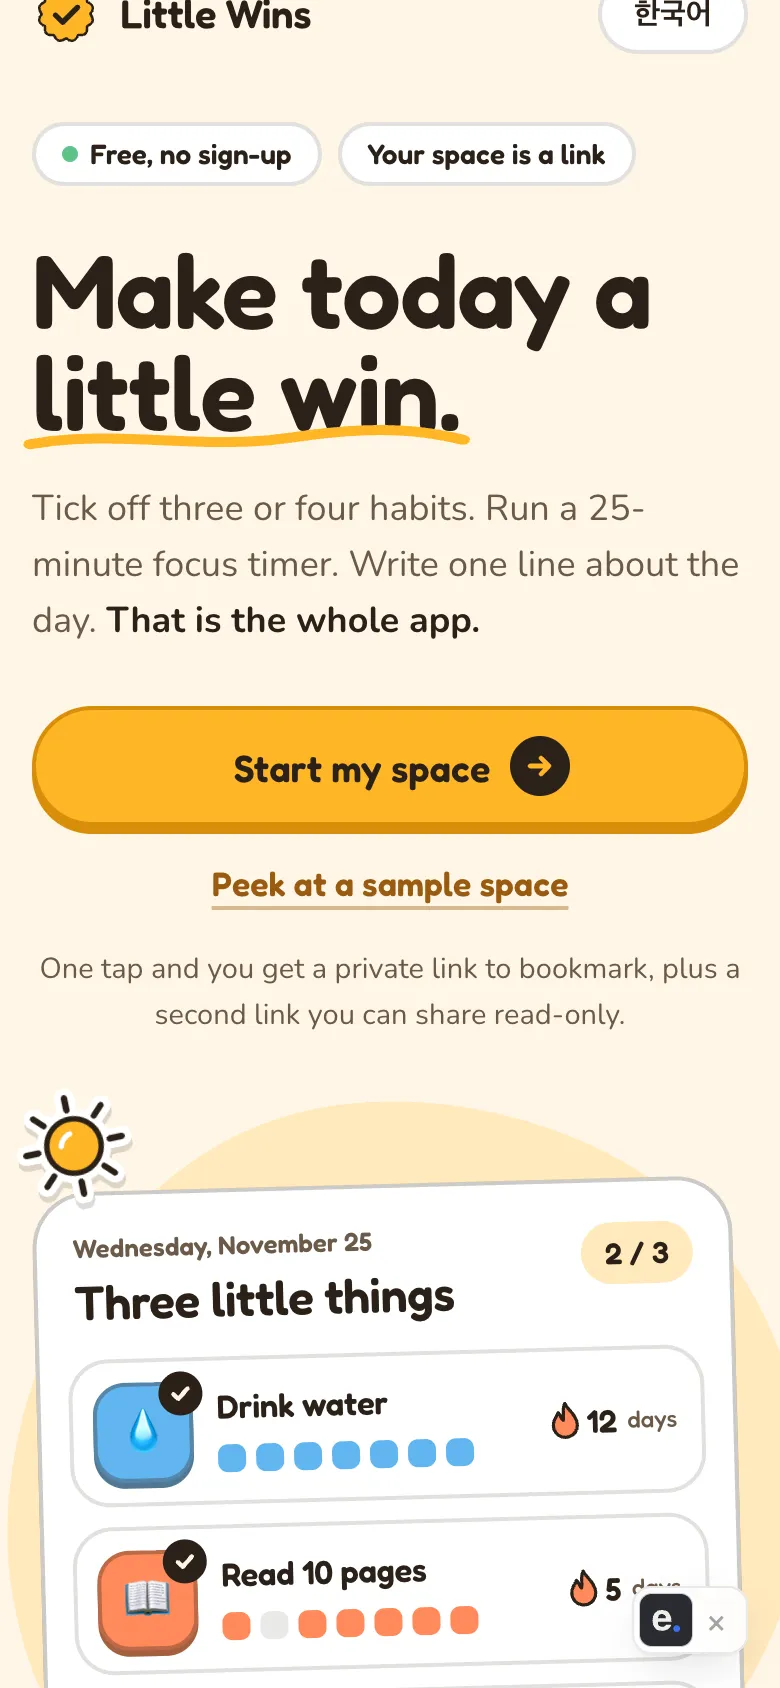 Little Wins
한국어
Free, no sign-up
Your space is a link
Make today a
little win.
Tick off three or four habits. Run a 25-
minute focus timer. Write one line about the
day. That is the whole app.
Start my space
Peek at a sample space
One tap and you get a private link to bookmark, plus a
second link you can share read-only.
Wednesday, November 25
2 / 3
Three little things
Drink water
12 days
Read 10 pages
5 days
e.